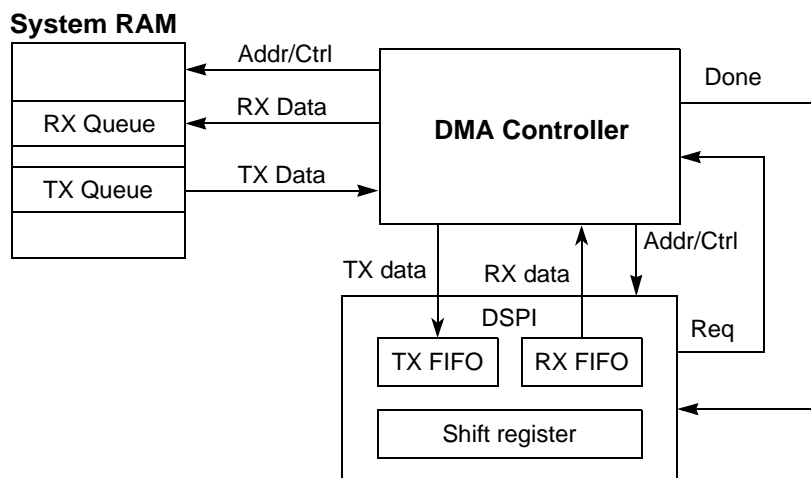 System RAM
Addr/Ctrl
Done
RX Data
RX Queue
DMA Controller
TX Data
TX Queue
Addr/Ctrl
TX data
RX data
DSPI
Req
TX FIFO
RX FIFO
Shift register